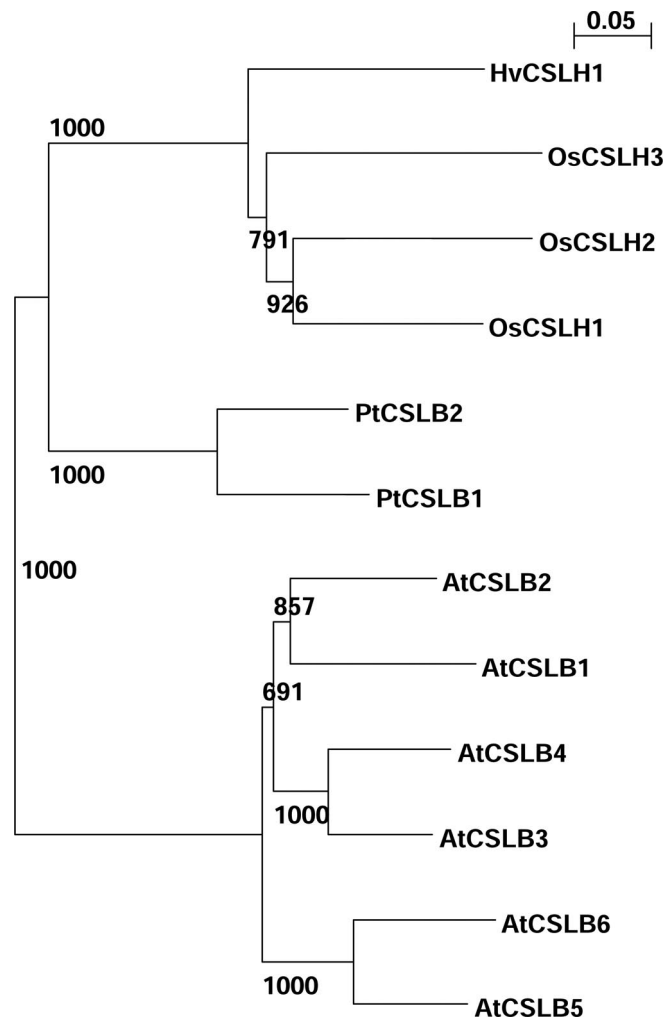 0.05
HvCSLH1
1000
OsCSLH3
791
OsCSLH2
926
OsCSLH1
PtCSLB2
1000
PtCSLB1
1000
AtCSLB2
857
AtCSLB1
691
AtCSLB4
1000
AtCSLB3
AtCSLB6
1000
AtCSLB5